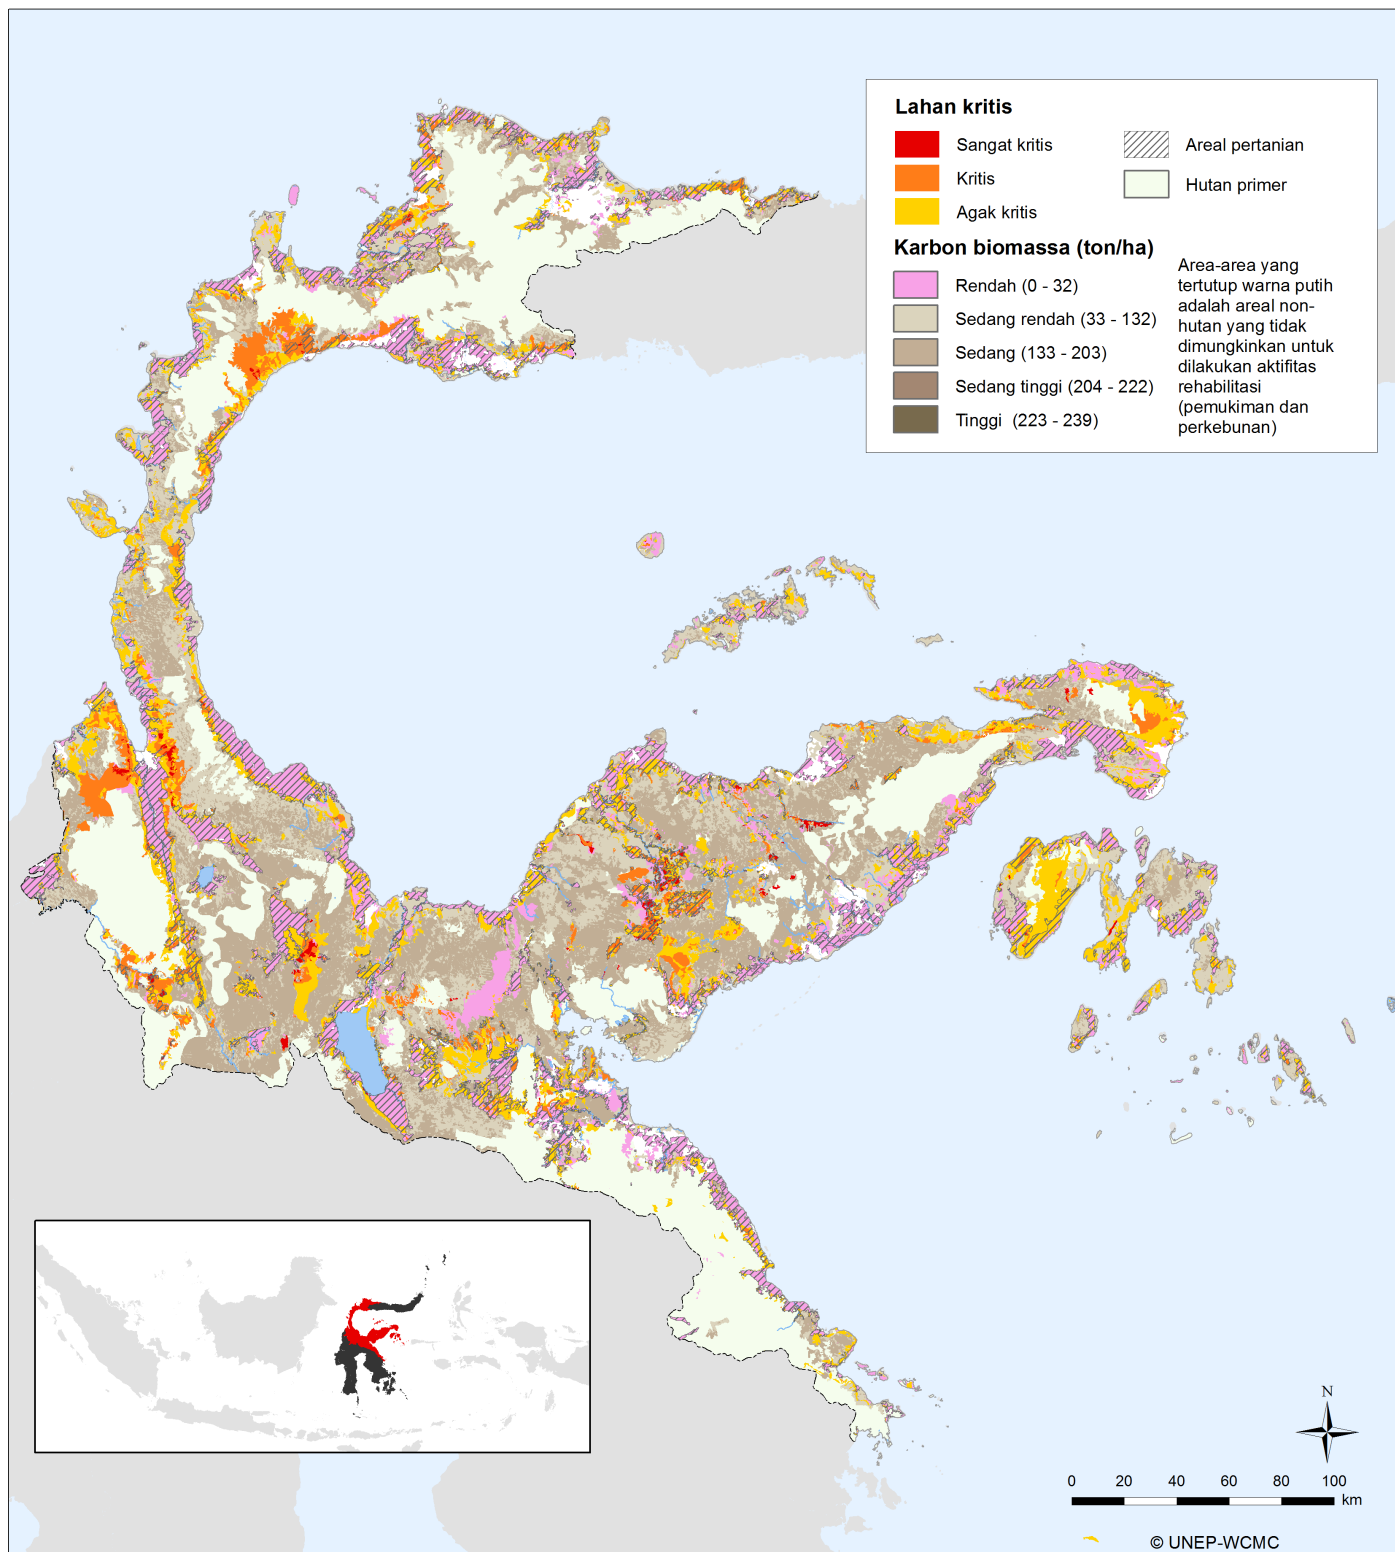 Lahan kritis
Sangat kritis
Kritis
Agak kritis
Areal pertanian
Hutan primer
Karbon biomassa (ton/ha)
Rendah (0 - 32)
Sedang rendah (33 - 132)
Sedang (133 - 203)
Sedang tinggi (204 - 222)
Tinggi (223 - 239)
Area-area yang
tertutup warna putih
adalah areal non-
hutan yang tidak
dimungkinkan untuk
dilakukan aktifitas
rehabilitasi
(pemukiman dan
perkebunan)
N
0 20 40 60 80 100
km
© UNEP-WCMC